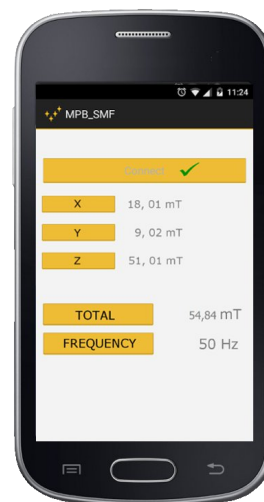 11:24
MPB_SMF
Connect
X 18, 01 mT
Y 9, 02 mT
Z 51, 01 mT
TOTAL 54,84 mT
FREQUENCY 50 Hz